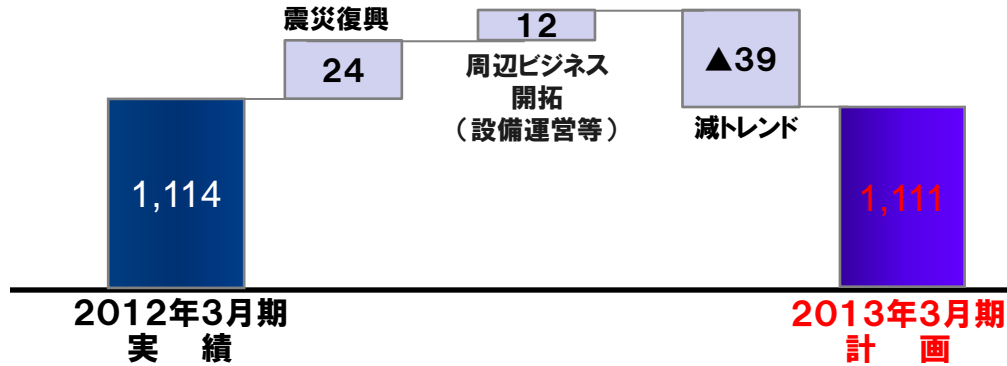 震災復興
24
12
周辺ビジネス
開拓
（設備運営等）
▲39
減トレンド
1,114
1,111
2012年3月期
実　績
2013年3月期
計　画